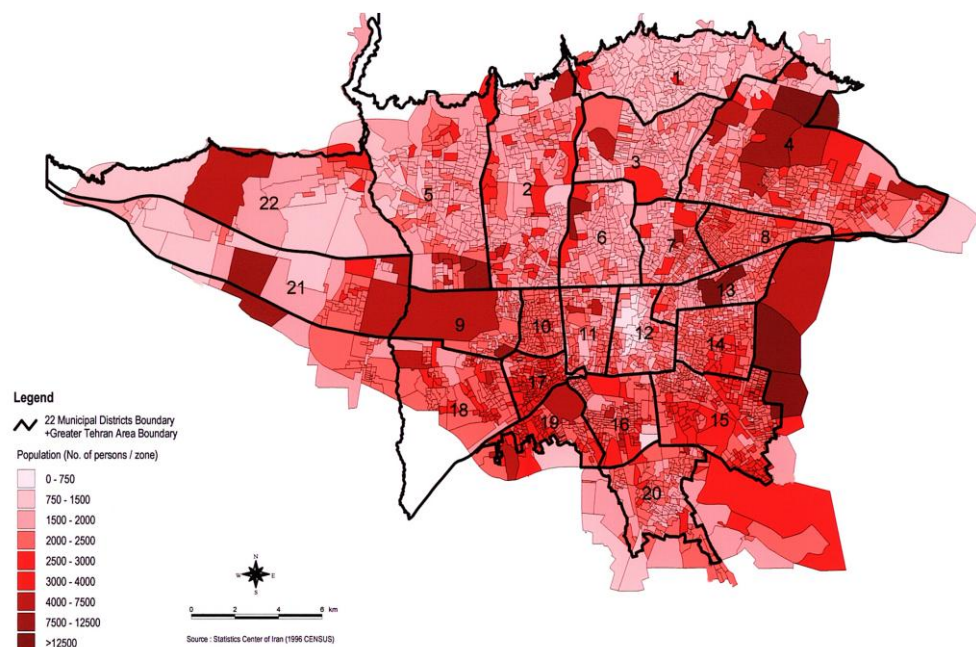 1
4
3
2
5
22
6
7
8
21
13
9
10
11
12
14
17
18
19
16
15
20
Legend
22 Municipal Districts Boundary
+Greater Tehran Area Boundary
Population (No. of persons / zone)
0 - 750
750 - 1500
1500 - 2000
2000 - 2500
2500 - 3000
3000 - 4000
4000 - 7500
7500 - 12500
>12500
N
W E
S
0 2 4 6 km
Source : Statistics Center of Iran (1996 CENSUS)